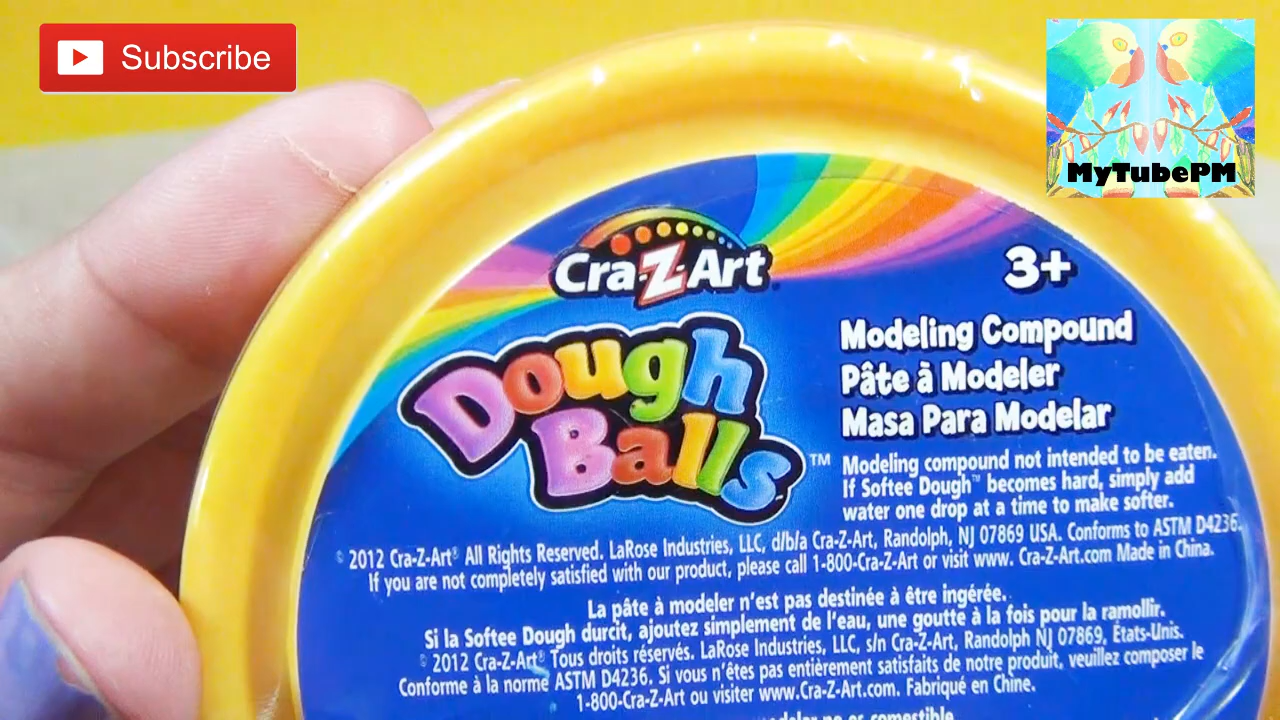 Subscribe
MyTubePM
Cra-Z-Art
3+
Dough
Balls™
Modeling Compound
Pâte à Modeler
Masa Para Modelar
Modeling compound not intended to be eaten.
If Softee Dough™ becomes hard, simply add
water one drop at a time to make softer.
© 2012 Cra-Z-Art® All Rights Reserved. LaRose Industries, LLC, d/b/a Cra-Z-Art, Randolph, NJ 07869 USA. Conforms to ASTM D4236.
If you are not completely satisfied with our product, please call 1-800-Cra-Z-Art or visit www. Cra-Z-Art.com Made in China.
La pâte à modeler n'est pas destinée à être ingérée.
Si la Softee Dough durcit, ajoutez simplement de l'eau, une goutte à la fois pour la ramollir.
© 2012 Cra-Z-Art® Tous droits réservés. LaRose Industries, LLC, s/n Cra-Z-Art, Randolph NJ 07869, États-Unis.
Conforme à la norme ASTM D4236. Si vous n'êtes pas entièrement satisfaits de notre produit, veuillez composer le
1-800-Cra-Z-Art ou visiter www.Cra-Z-Art.com. Fabriqué en Chine.
no es comestible